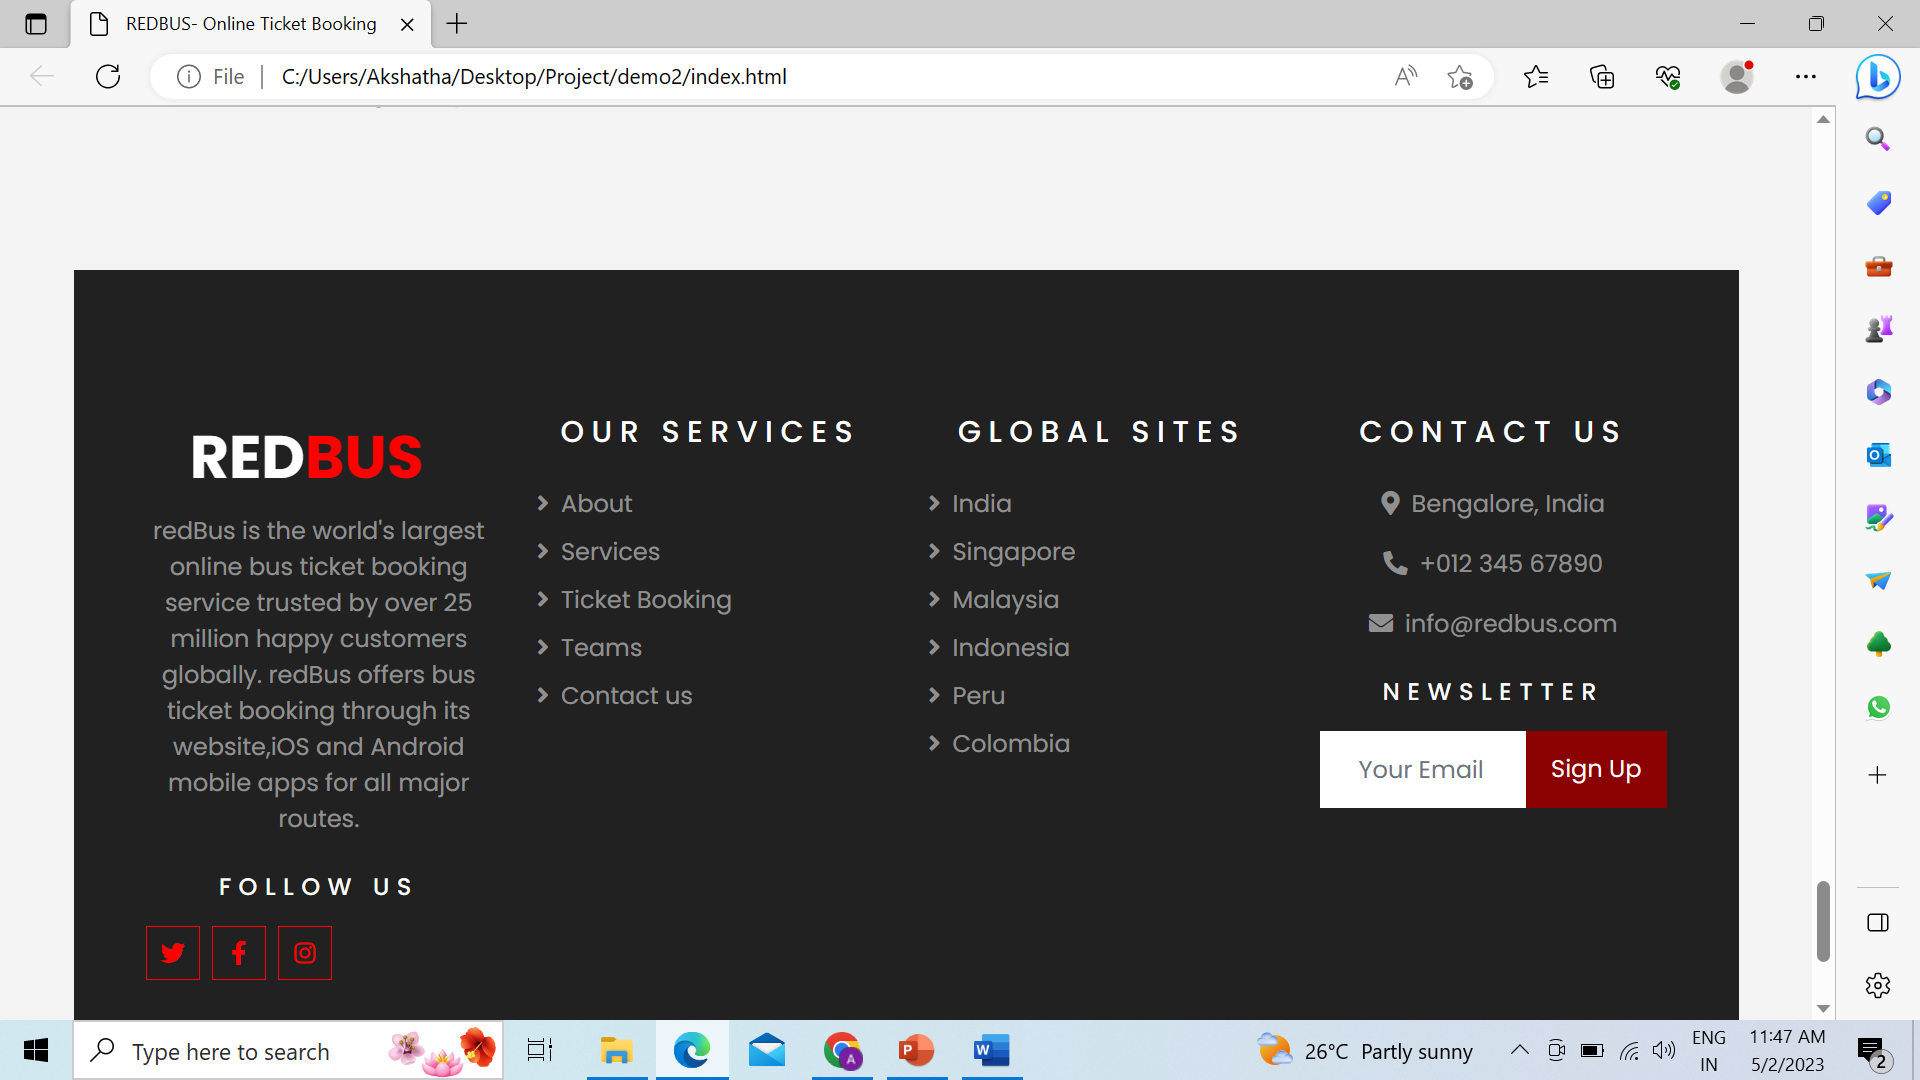 REDBUS- Online Ticket Booking
File
C:/Users/Akshatha/Desktop/Project/demo2/index.html
REDBUS
redBus is the world's largest
online bus ticket booking
service trusted by over 25
million happy customers
globally. redBus offers bus
ticket booking through its
website,iOS and Android
mobile apps for all major
routes.
FOLLOW US
OUR SERVICES
About
Services
Ticket Booking
Teams
Contact us
GLOBAL SITES
India
Singapore
Malaysia
Indonesia
Peru
Colombia
CONTACT US
Bengalore, India
+012 345 67890
info@redbus.com
NEWSLETTER
Your Email
Sign Up
Type here to search
26°C Partly sunny
ENG
IN
11:47 AM
5/2/2023
2